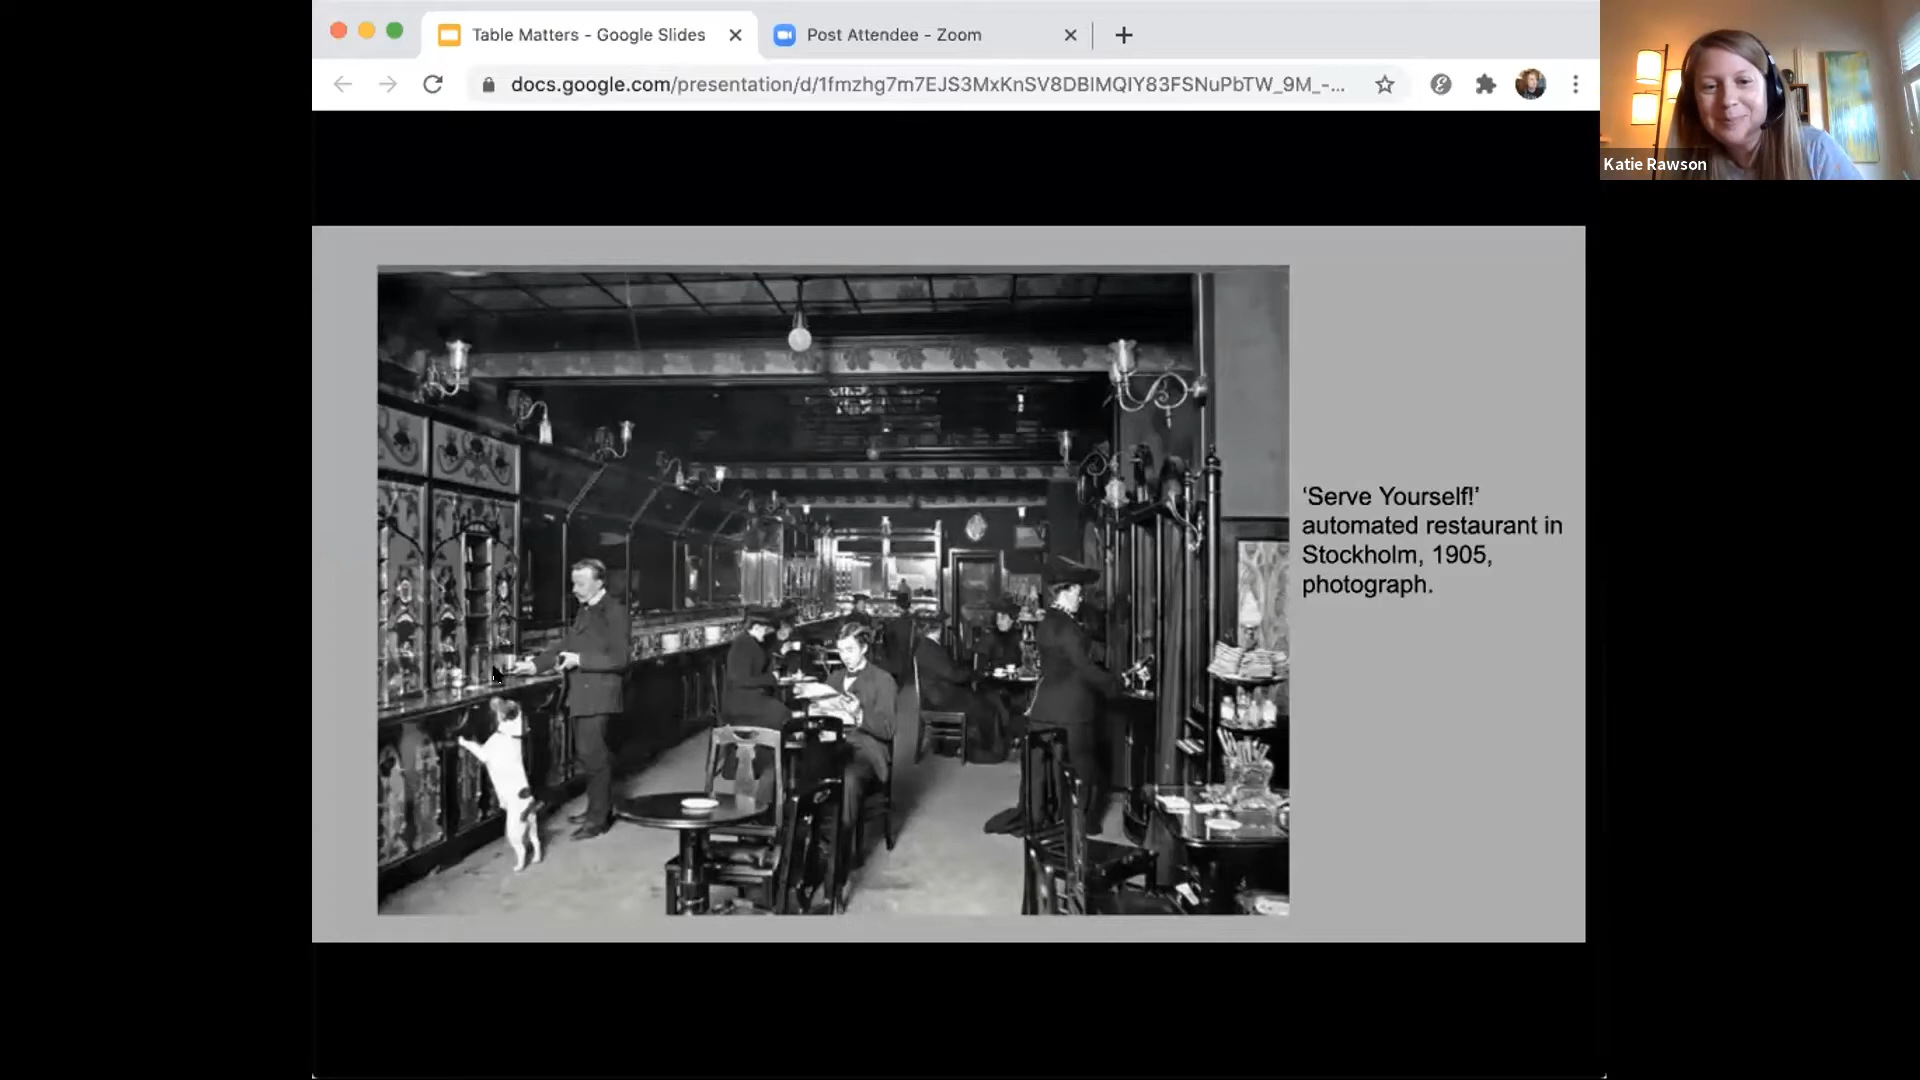 Table Matters - Google Slides
Post Attendee - Zoom
docs.google.com/presentation/d/1fmzhg7m7EJS3MxKnSV8DBIMQIY83FSNuPbTW_9M_-...
Katie Rawson
‘Serve Yourself!’
automated restaurant in
Stockholm, 1905,
photograph.